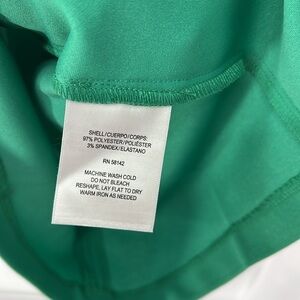 SHELL/CUERPO/CORPS:
97% POLYESTER/POLIÉSTER
3% SPANDEX/ELASTANO
RN 58142
MACHINE WASH COLD
DO NOT BLEACH
RESHAPE, LAY FLAT TO DRY
WARM IRON AS NEEDED